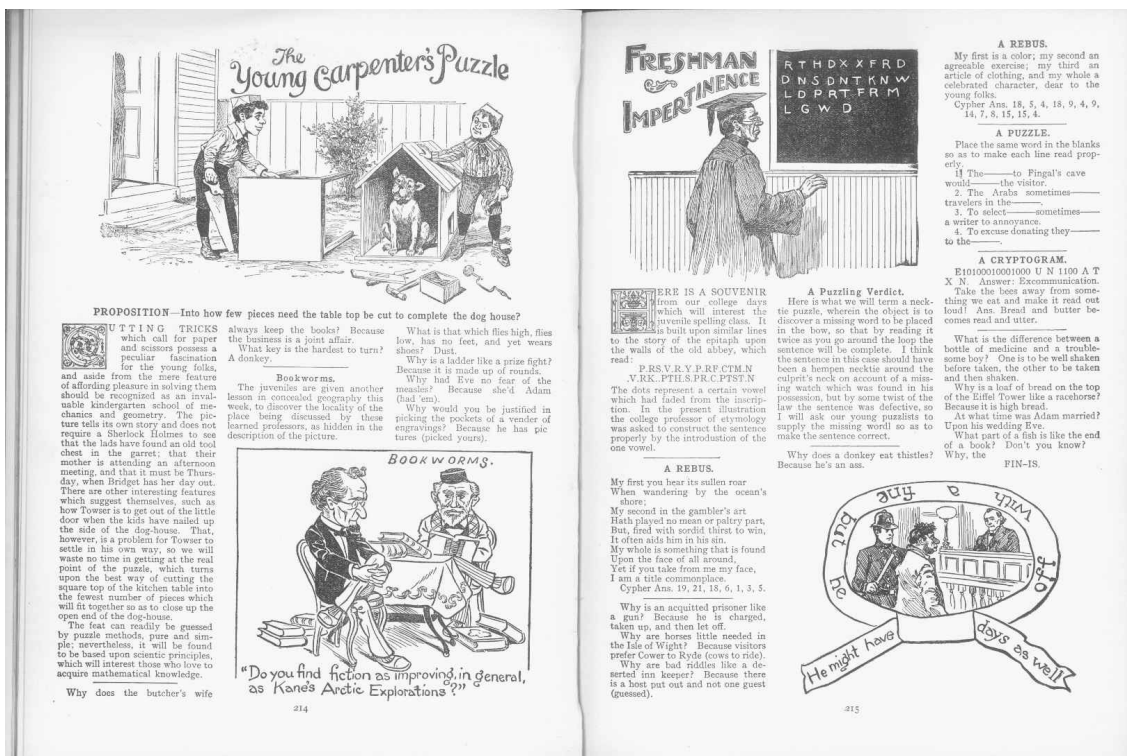 The
Young Carpenter's Puzzle
PROPOSITION—Into how few pieces need the table top be cut to complete the dog house?
CUTTING TRICKS
which call for paper
and scissors possess a
peculiar fascination
for the young folks,
and aside from the mere feature
of affording pleasure in solving them
should be recognized as an inval-
uable kindergarten school of me-
chanics and geometry. The pic-
ture tells its own story and does not
require a Sherlock Holmes to see
that the lads have found an old tool
chest in the garret; that their
mother is attending an afternoon
meeting, and that it must be Thurs-
day, when Bridget has her day out.
There are other interesting features
which suggest themselves, such as
how Towser is to get out of the little
door when the kids have nailed up
the side of the dog-house. That,
however, is a problem for Towser to
settle in his own way, so we will
waste no time in getting at the real
point of the puzzle, which turns
upon the best way of cutting the
square top of the kitchen table into
the fewest number of pieces which
will fit together so as to close up the
open end of the dog-house.
The feat can readily be guessed
by puzzle methods, pure and sim-
ple; nevertheless, it will be found
to be based upon scientic principles,
which will interest those who love to
acquire mathematical knowledge.
Why does the butcher's wife
always keep the books? Because
the business is a joint affair.
What key is the hardest to turn?
A donkey.
Bookworms.
The juveniles are given another
lesson in concealed geography this
week, to discover the locality of the
place being discussed by these
learned professors, as hidden in the
description of the picture.
What is that which flies high, flies
low, has no feet, and yet wears
shoes? Dust.
Why is a ladder like a prize fight?
Because it is made up of rounds.
Why had Eve no fear of the
measles? Because she'd Adam
(had 'em).
Why would you be justified in
picking the pockets of a vender of
engravings? Because he has pic
tures (picked yours).
BOOKWORMS.
"Do you find fiction as improving, in general,
as Kane's Arctic Explorations?"
214
FRESHMAN
IMPERTINENCE
R T H D X X F R D
D N S D N T K N W
L D P R T F R M
L G W D
HERE IS A SOUVENIR
from our college days
which will interest the
juvenile spelling class. It
is built upon similar lines
to the story of the epitaph upon
the walls of the old abbey, which
read:
P.RS.V.R.Y.P.RF.CTM.N
.V.RK..PTH.S.PR.C.PTST.N
The dots represent a certain vowel
which had faded from the inscrip-
tion. In the present illustration
the college professor of etymology
was asked to construct the sentence
properly by the introdustion of the
one vowel.
A REBUS.
My first you hear its sullen roar
When wandering by the ocean's
shore;
My second in the gambler's art
Hath played no mean or paltry part,
But, fired with sordid thirst to win,
It often aids him in his sin.
My whole is something that is found
Upon the face of all around,
Yet if you take from me my face,
I am a title commonplace.
Cypher Ans. 19, 21, 18, 6, 1, 3, 5.
Why is an acquitted prisoner like
a gun? Because he is charged,
taken up, and then let off.
Why are horses little needed in
the Isle of Wight? Because visitors
prefer Cower to Ryde (cows to ride).
Why are bad riddles like a de-
serted inn keeper? Because there
is a host put out and not one guest
(guessed).
A Puzzling Verdict.
Here is what we will term a neck-
tie puzzle, wherein the object is to
discover a missing word to be placed
in the bow so that by reading it
twice as you go around the loop the
sentence will be complete. I think
the sentence in this case should have
been a hempen necktie around the
culprit's neck on account of a miss-
ing watch which was found in his
possession, but by some twist of the
law the sentence was defective, so
I will ask our young puzzlists to
supply the missing wordl so as to
make the sentence correct.
Why does a donkey eat thistles?
Because he's an ass.
A REBUS.
My first is a color; my second an
agreeable exercise; my third an
article of clothing, and my whole a
celebrated character, dear to the
young folks.
Cypher Ans. 18, 5, 4, 18, 9, 4, 9,
14, 7, 8, 15, 15, 4.
A PUZZLE.
Place the same word in the blanks
so as to make each line read prop-
erly.
1. The——to Fingal's cave
would——the visitor.
2. The Arabs sometimes——
travelers in the——.
3. To select——sometimes——
a writer to annoyance.
4. To excuse donating they——
to the——.
A CRYPTOGRAM.
E10100010001000 U N 1100 A T
X N. Answer: Excommunication.
Take the bees away from some-
thing we eat and make it read out
loud! Ans. Bread and butter be-
comes read and utter.
What is the difference between a
bottle of medicine and a trouble-
some boy? One is to be well shaken
before taken, the other to be taken
and then shaken.
Why is a loaf of bread on the top
of the Eiffel Tower like a racehorse?
Because it is high bread.
At what time was Adam married?
Upon his wedding Eve.
What part of a fish is like the end
of a book? Don't you know?
Why, the
FIN-IS.
He might have
days as well
he
but
a fine
with
off
215